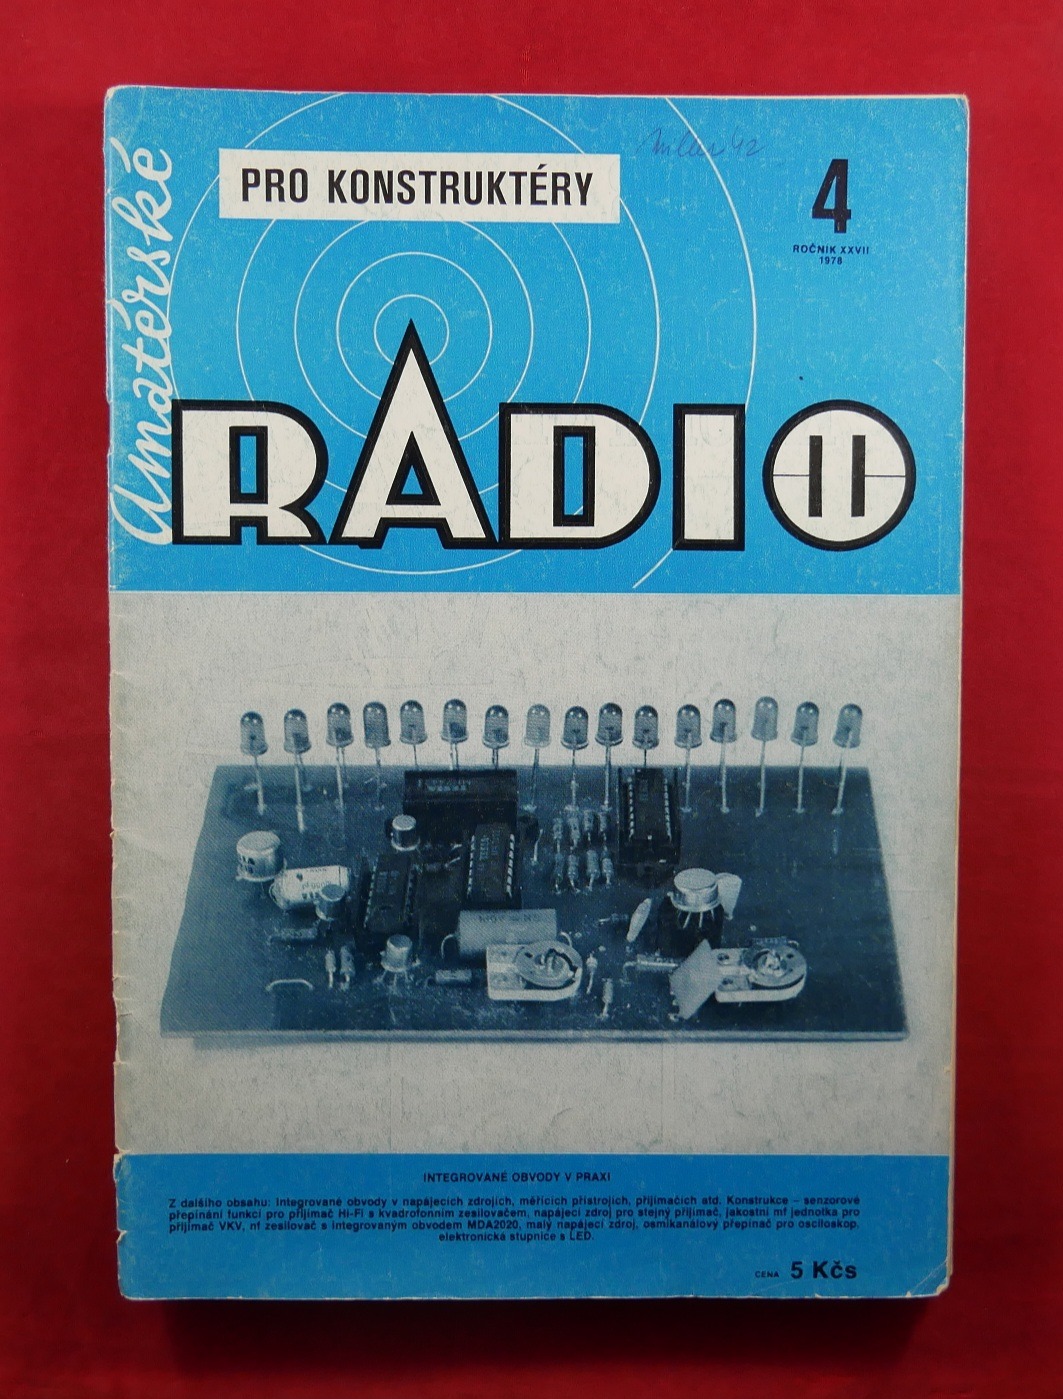 Amatérské
PRO KONSTRUKTÉRY
4
ROČNÍK XXVII
1978
RADIO
INTEGROVANÉ OBVODY V PRAXI
Z dalšího obsahu: Integrované obvody v napájecích zdrojích, měřicích přístrojích, přijímačích atd. Konstrukce – senzorové
přepínání funkcí pro přijímač Hi-Fi s kvadrofonním zesilovačem, napájecí zdroj pro stejný přijímač, jakostní mf jednotka pro
přijímač VKV, nf zesilovač s integrovaným obvodem MDA2020, malý napájecí zdroj, osmikanálový přepínač pro osciloskop,
elektronická stupnice s LED.
CENA 5 Kčs